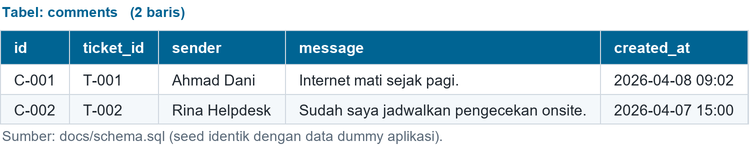 Tabel: comments (2 baris)
id ticket_id sender message created_at
C-001 T-001 Ahmad Dani Internet mati sejak pagi. 2026-04-08 09:02
C-002 T-002 Rina Helpdesk Sudah saya jadwalkan pengecekan onsite. 2026-04-07 15:00
Sumber: docs/schema.sql (seed identik dengan data dummy aplikasi).